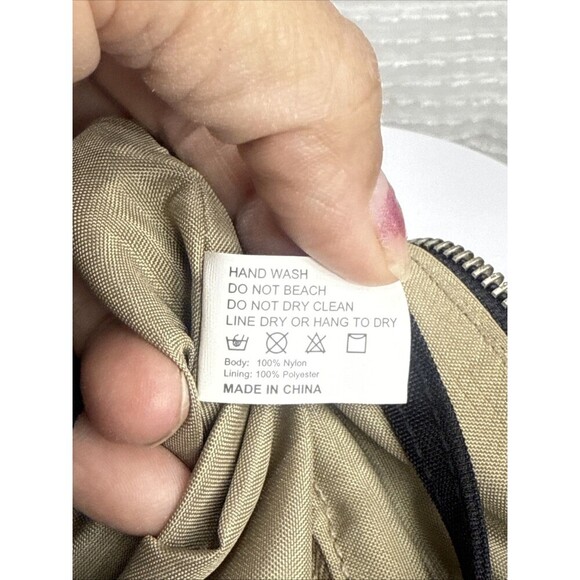 HAND WASH
DO NOT BEACH
DO NOT DRY CLEAN
LINE DRY OR HANG TO DRY
Body: 100% Nylon
Lining: 100% Polyester
MADE IN CHINA